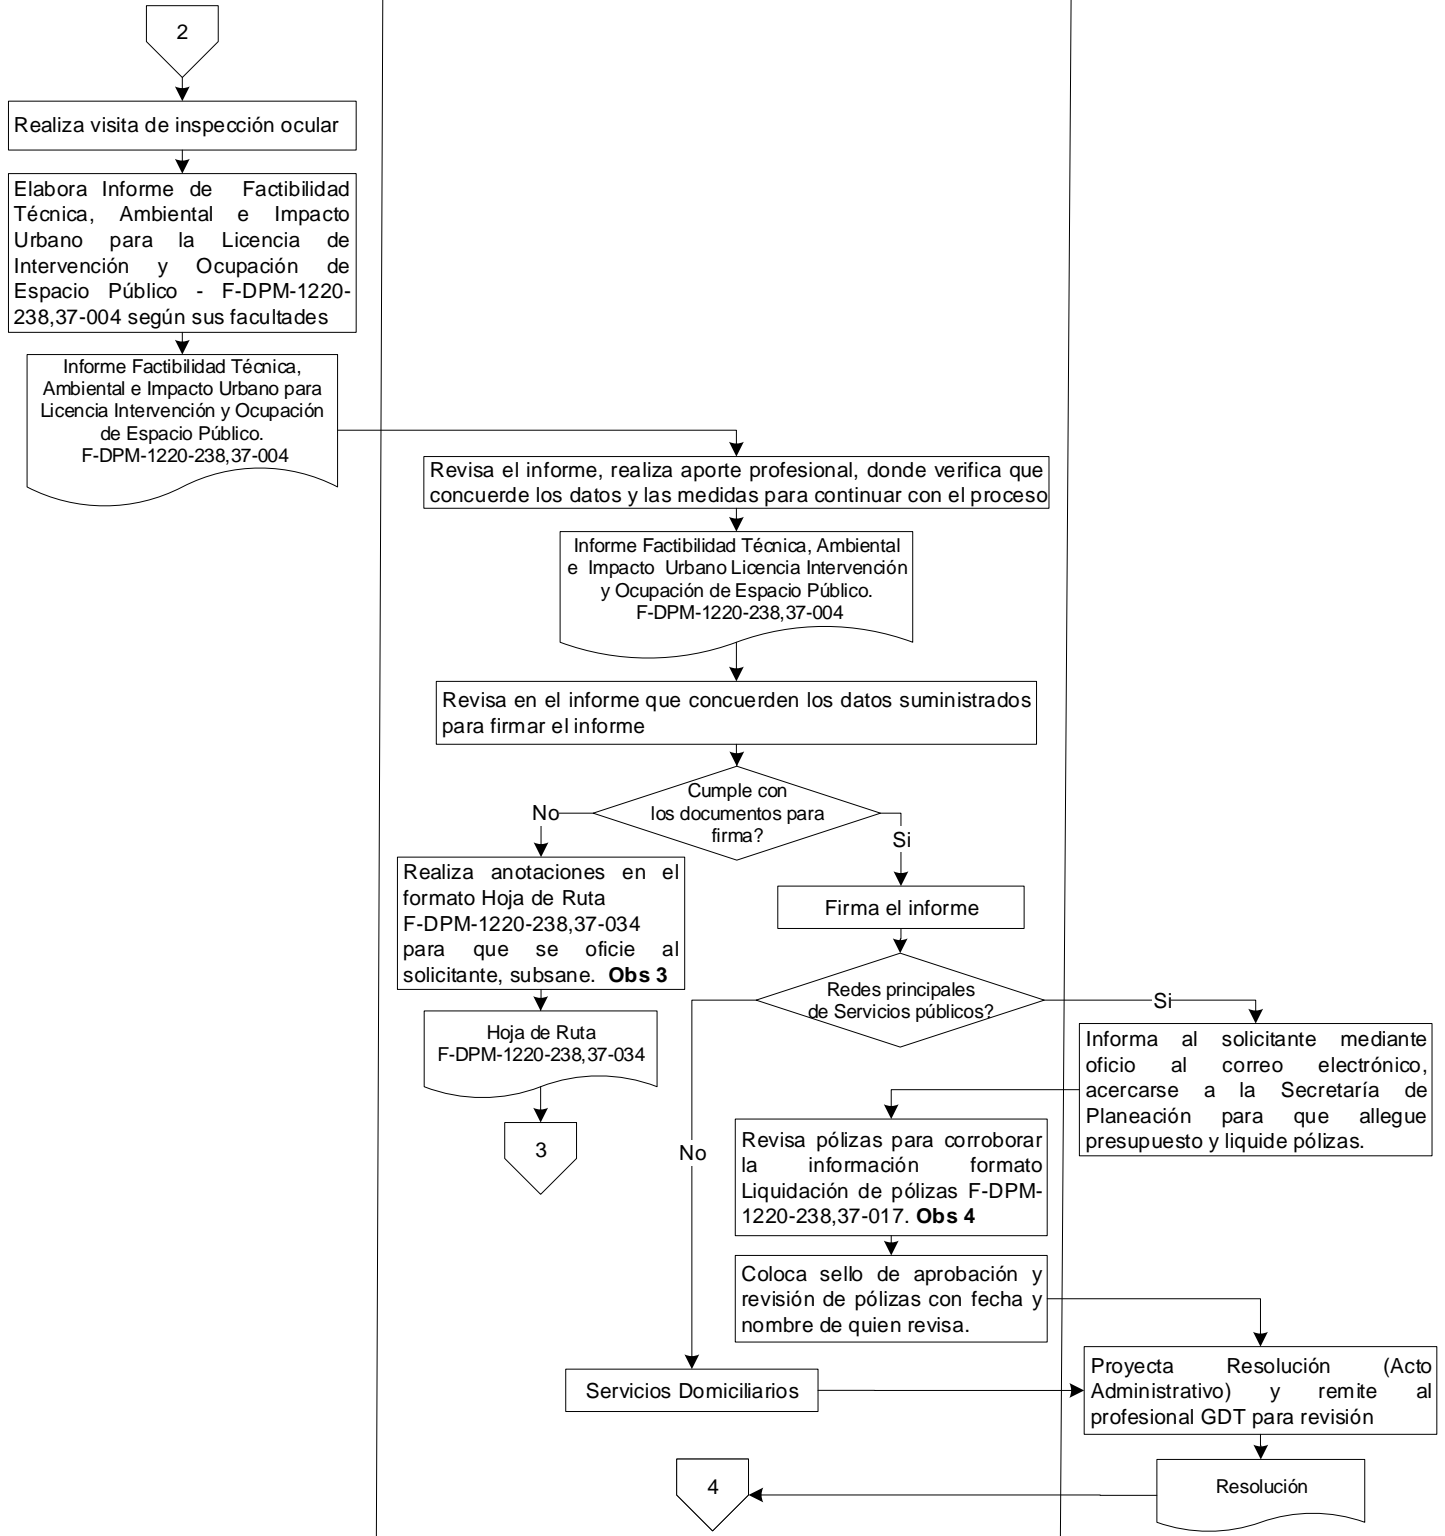 2
Realiza visita de inspección ocular
Elabora Informe de Factibilidad
Técnica, Ambiental e Impacto
Urbano para la Licencia de
Intervención y Ocupación de
Espacio Público - F-DPM-1220-
238,37-004 según sus facultades
Informe Factibilidad Técnica,
Ambiental e Impacto Urbano para
Licencia Intervención y Ocupación
de Espacio Público.
F-DPM-1220-238,37-004
Revisa el informe, realiza aporte profesional, donde verifica que
concuerde los datos y las medidas para continuar con el proceso
Informe Factibilidad Técnica, Ambiental
e Impacto Urbano Licencia Intervención
y Ocupación de Espacio Público.
F-DPM-1220-238,37-004
Revisa en el informe que concuerden los datos suministrados
para firmar el informe
Cumple con
los documentos para
firma?
No
Si
Realiza anotaciones en el
formato Hoja de Ruta
F-DPM-1220-238,37-034
para que se oficie al
solicitante, subsane. Obs 3
Hoja de Ruta
F-DPM-1220-238,37-034
3
Firma el informe
Redes principales
de Servicios públicos?
Si
No
Informa al solicitante mediante
oficio al correo electrónico,
acercarse a la Secretaría de
Planeación para que allegue
presupuesto y liquide pólizas.
Revisa pólizas para corroborar
la información formato
Liquidación de pólizas F-DPM-
1220-238,37-017. Obs 4
Coloca sello de aprobación y
revisión de pólizas con fecha y
nombre de quien revisa.
Servicios Domiciliarios
Proyecta Resolución (Acto
Administrativo) y remite al
profesional GDT para revisión
Resolución
4